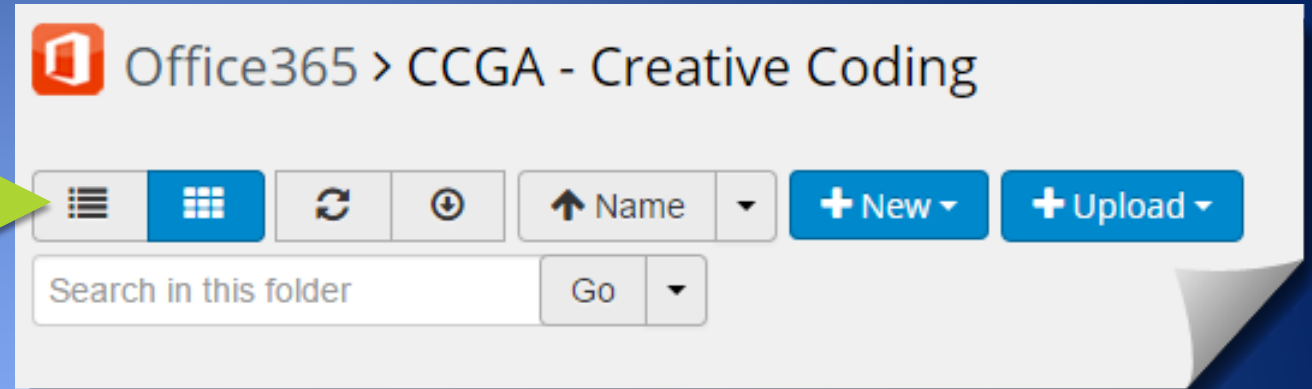 Office365 > CCGA - Creative Coding
Name New Upload
Search in this folder Go